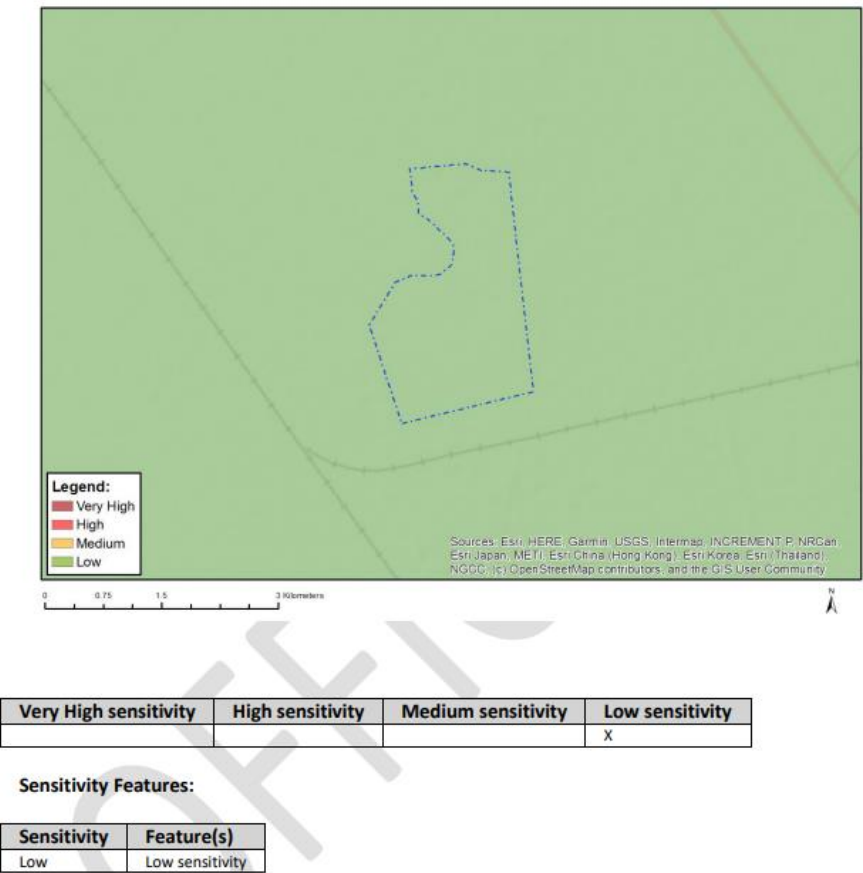 Legend:
Very High
High
Medium
Low
Sources: Esri, HERE, Garmin, USGS, Intermap, INCREMENT P, NRCan,
Esri Japan, METI, Esri China (Hong Kong), Esri Korea, Esri (Thailand),
NGCC, (c) OpenStreetMap contributors, and the GIS User Community
0 0.75 1.5 3 Kilometers
N
OFFIC
Very High sensitivity High sensitivity Medium sensitivity Low sensitivity
X
Sensitivity Features:
Sensitivity Feature(s)
Low Low sensitivity